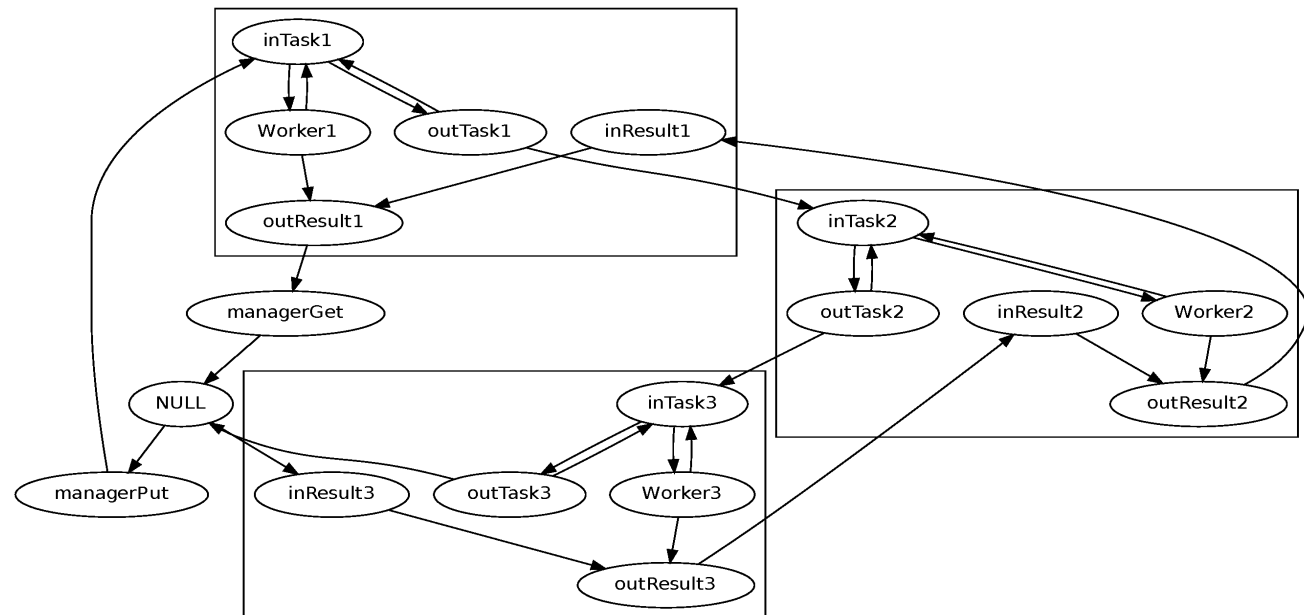 inTask1
Worker1
outTask1
inResult1
outResult1
inTask2
managerGet
outTask2
inResult2
Worker2
NULL
inTask3
outResult2
managerPut
inResult3
outTask3
Worker3
outResult3